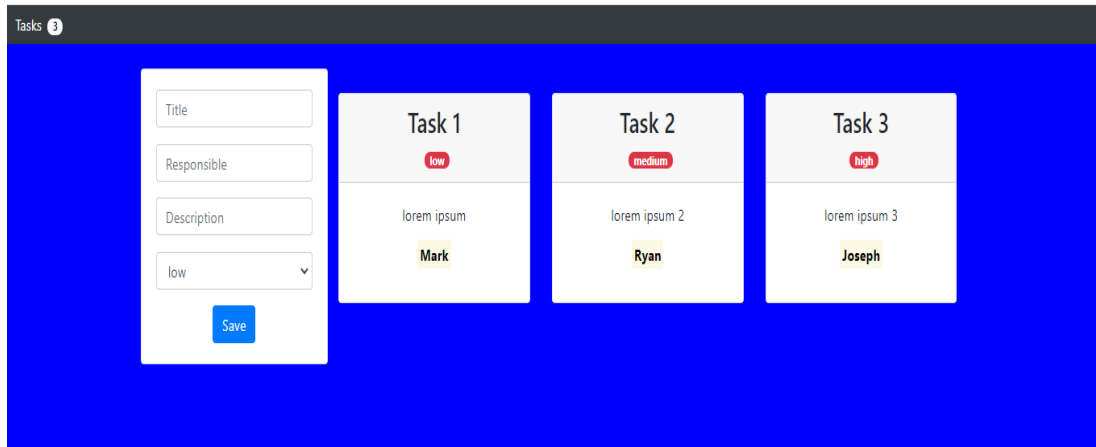 Tasks 3
Title
Responsible
Description
low
Save
Task 1
low
lorem ipsum
Mark
Task 2
medium
lorem ipsum 2
Ryan
Task 3
high
lorem ipsum 3
Joseph